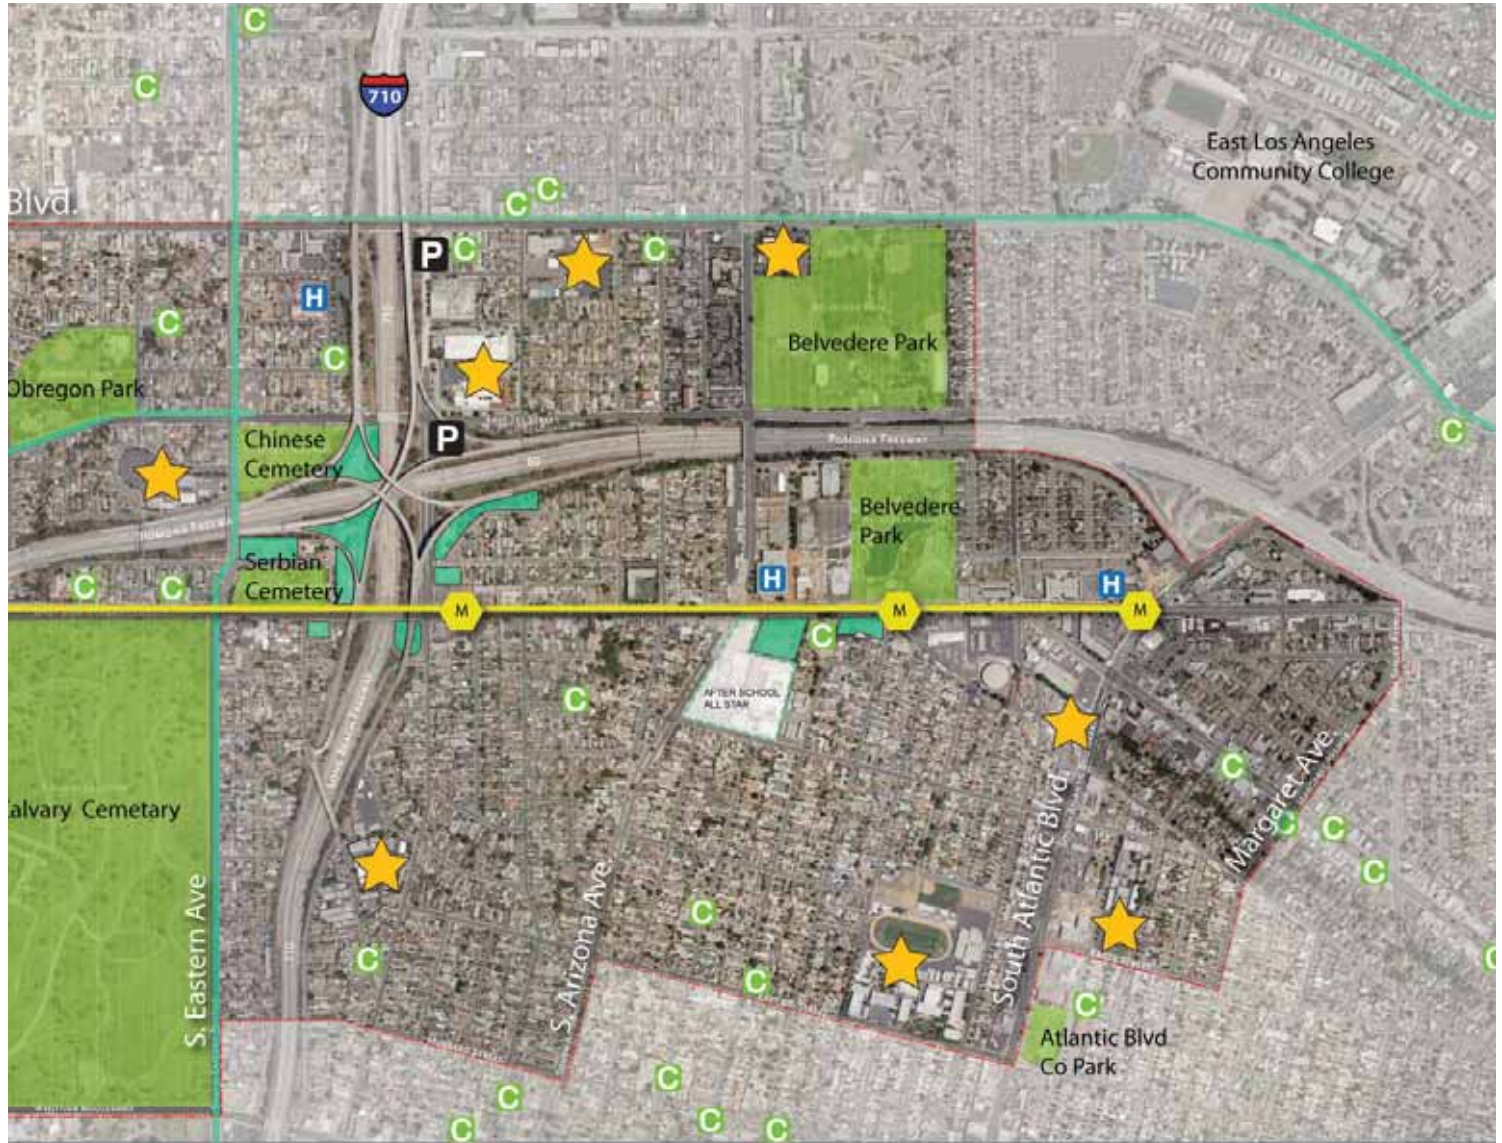 C
C
710
East Los Angeles
Community College
C
C
Blvd.
P
C
C
H
Belvedere Park
C
C
Obregon Park
P
C
Chinese
Cemetery
POMONA FREEWAY
Belvedere
Park
Serbian
Cemetery
C
C
H
H
M
M
M
C
AFTER SCHOOL
ALL STAR
C
C
alvary Cemetary
Margaret Ave.
C
C
C
S. Eastern Ave
S. Arizona Ave.
South Atlantic Blvd.
C
C
C
C
C
Atlantic Blvd
Co Park
C
C
C
C
C